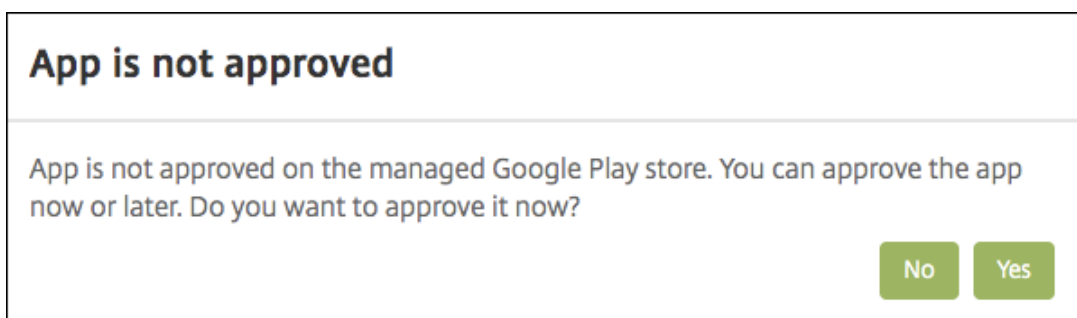 App is not approved
App is not approved on the managed Google Play store. You can approve the app
now or later. Do you want to approve it now?
No Yes